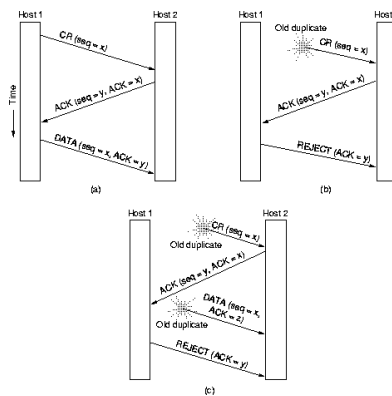 Host 1
Host 2
CR (seq = x)
ACK (seq = y, ACK = x)
DATA (seq = x, ACK = y)
Time
(a)
Host 1
Host 2
Old duplicate
CR (seq = x)
ACK (seq = y, ACK = x)
REJECT (ACK = y)
(b)
Host 1
Host 2
CR (seq = x)
Old duplicate
ACK (seq = y, ACK = x)
DATA (seq = x,
ACK = z)
Old duplicate
REJECT (ACK = y)
(c)